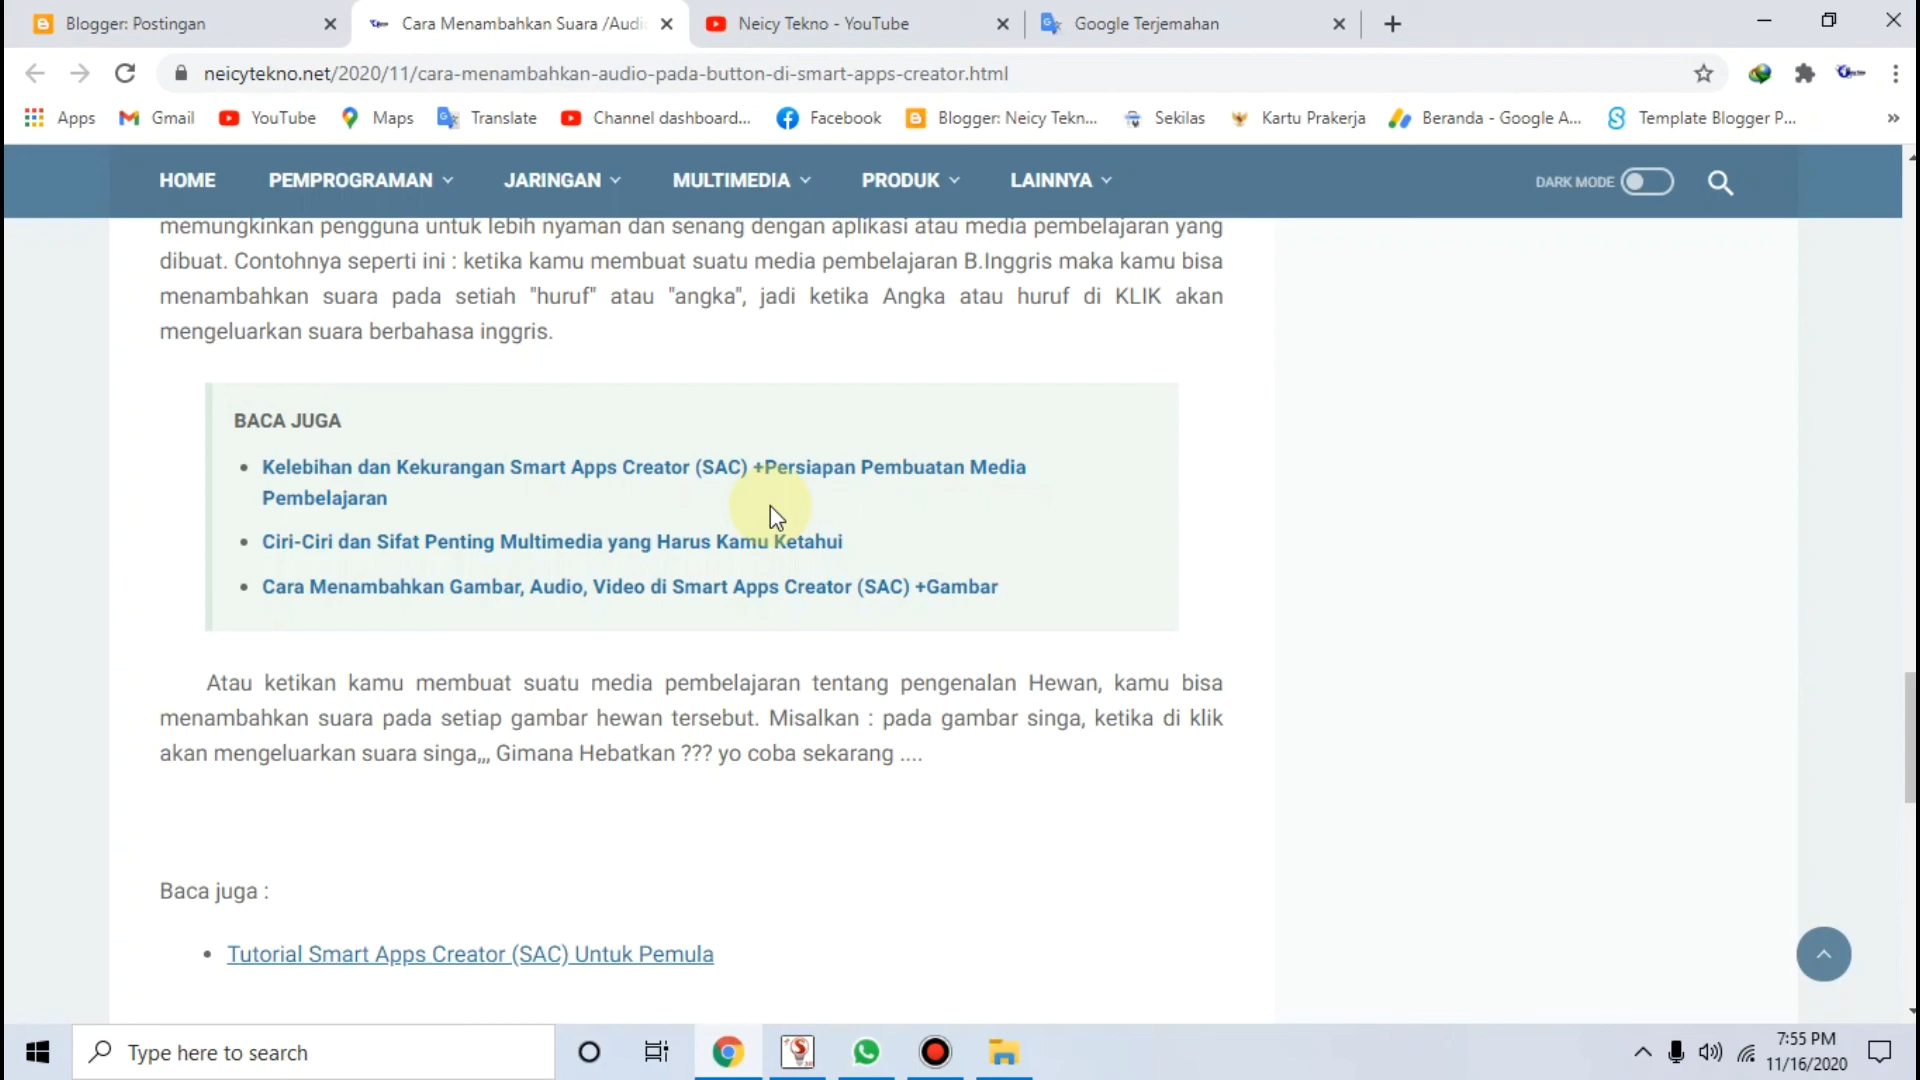 Blogger: Postingan
Cara Menambahkan Suara /Audi
Neicy Tekno - YouTube
Google Terjemahan
neicytekno.net/2020/11/cara-menambahkan-audio-pada-button-di-smart-apps-creator.html
Apps Gmail YouTube Maps Translate Channel dashboard... Facebook Blogger: Neicy Tekn... Sekilas Kartu Prakerja Beranda - Google A... Template Blogger P... »
HOME PEMPROGRAMAN JARINGAN MULTIMEDIA PRODUK LAINNYA DARK MODE
memungkinkan pengguna untuk lebih nyaman dan senang dengan aplikasi atau media pembelajaran yang
dibuat. Contohnya seperti ini : ketika kamu membuat suatu media pembelajaran B.Inggris maka kamu bisa
menambahkan suara pada setiah "huruf" atau "angka", jadi ketika Angka atau huruf di KLIK akan
mengeluarkan suara berbahasa inggris.
BACA JUGA
• Kelebihan dan Kekurangan Smart Apps Creator (SAC) +Persiapan Pembuatan Media
Pembelajaran
• Ciri-Ciri dan Sifat Penting Multimedia yang Harus Kamu Ketahui
• Cara Menambahkan Gambar, Audio, Video di Smart Apps Creator (SAC) +Gambar
Atau ketikan kamu membuat suatu media pembelajaran tentang pengenalan Hewan, kamu bisa
menambahkan suara pada setiap gambar hewan tersebut. Misalkan : pada gambar singa, ketika di klik
akan mengeluarkan suara singa,,, Gimana Hebatkan ??? yo coba sekarang ....
Baca juga :
• Tutorial Smart Apps Creator (SAC) Untuk Pemula
Type here to search
7:55 PM
11/16/2020